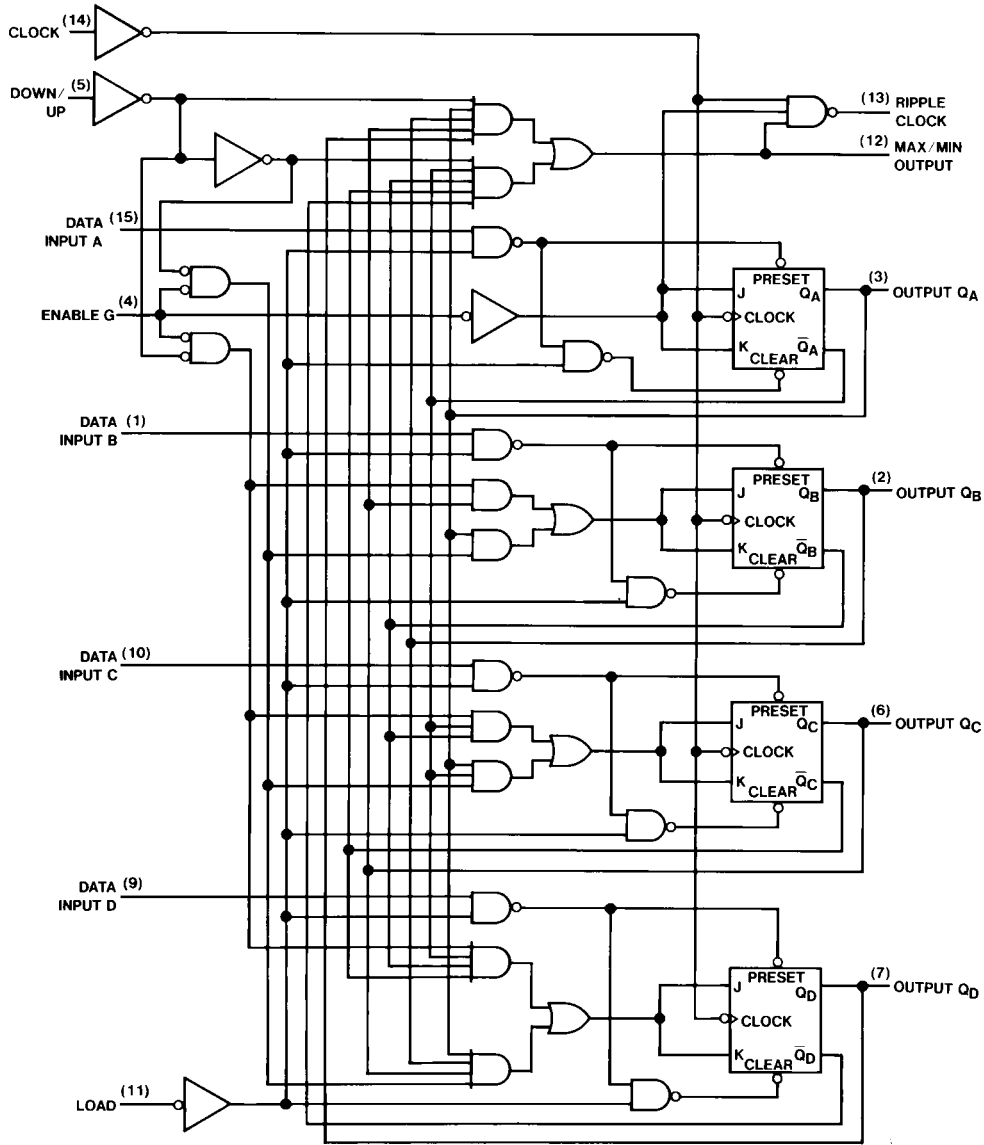 CLOCK (14)
DOWN/ (5)
UP
(13) RIPPLE
CLOCK
(12) MAX/MIN
OUTPUT
DATA (15)
INPUT A
PRESET
J QA
CLOCK
K Q̅A
CLEAR
(3) OUTPUT QA
(4)
ENABLE G
DATA (1)
INPUT B
PRESET
J QB
CLOCK
K Q̅B
CLEAR
(2) OUTPUT QB
DATA (10)
INPUT C
PRESET
J QC
CLOCK
K Q̅C
CLEAR
(6) OUTPUT QC
DATA (9)
INPUT D
PRESET
J QD
CLOCK
K Q̅D
CLEAR
(7) OUTPUT QD
(11)
LOAD